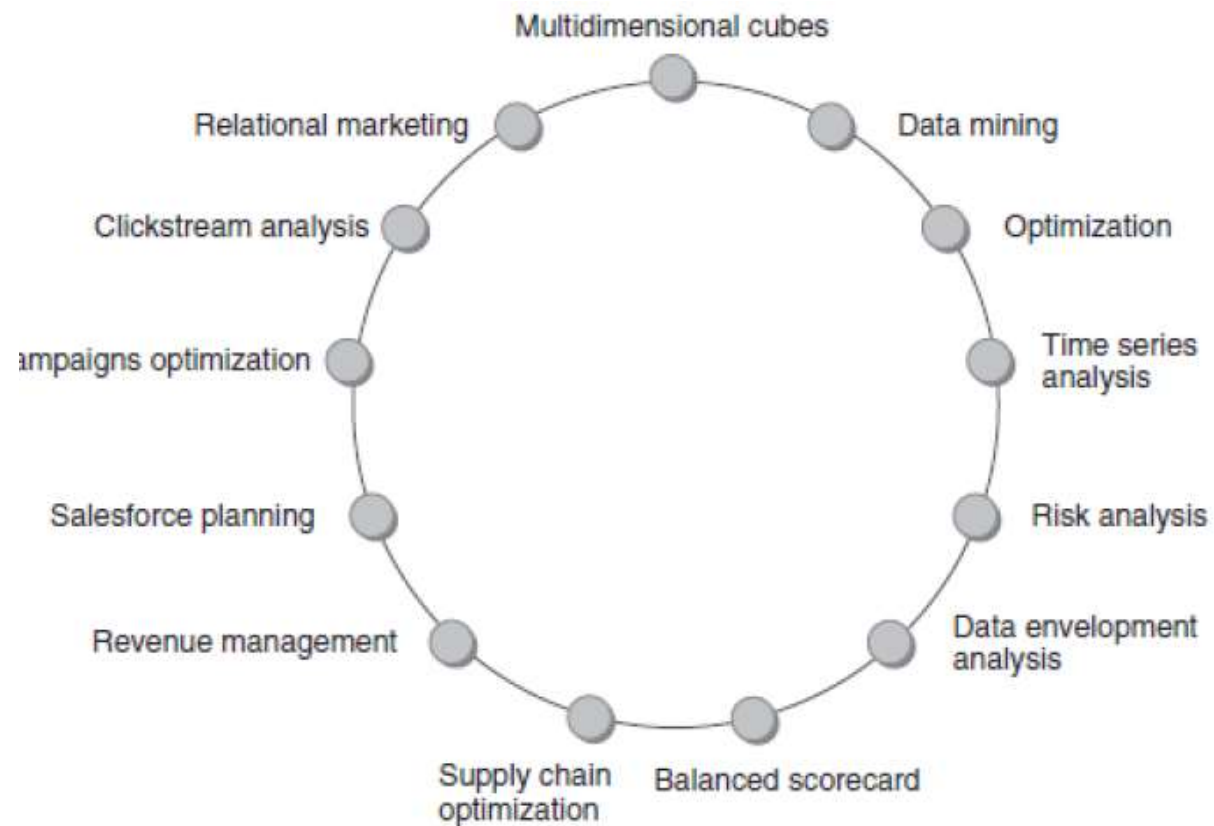 Multidimensional cubes
Relational marketing
Data mining
Clickstream analysis
Optimization
ampaigns optimization
Time series
analysis
Salesforce planning
Risk analysis
Revenue management
Data envelopment
analysis
Supply chain
optimization
Balanced scorecard